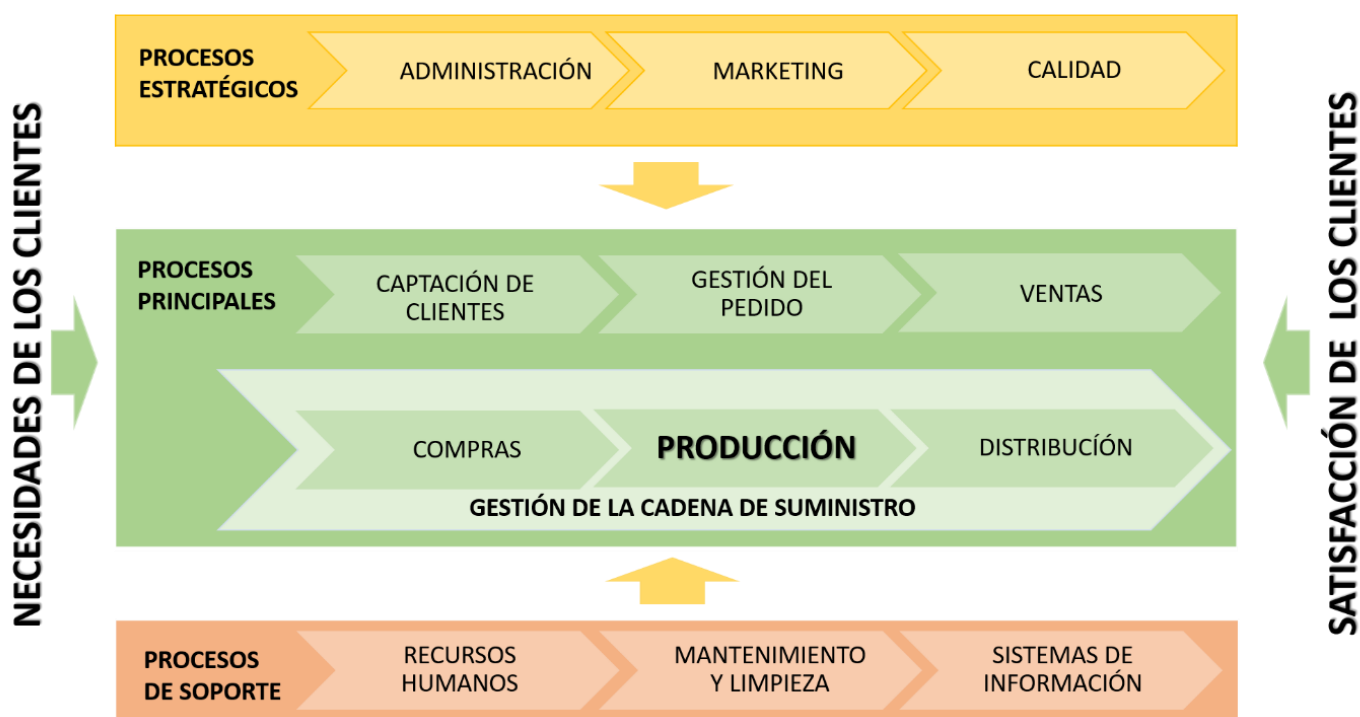 NECESIDADES DE LOS CLIENTES
PROCESOS
ESTRATÉGICOS
ADMINISTRACIÓN
MARKETING
CALIDAD
PROCESOS
PRINCIPALES
CAPTACIÓN DE
CLIENTES
GESTIÓN DEL
PEDIDO
VENTAS
COMPRAS
PRODUCCIÓN
DISTRIBUCÍÓN
GESTIÓN DE LA CADENA DE SUMINISTRO
PROCESOS
DE SOPORTE
RECURSOS
HUMANOS
MANTENIMIENTO
Y LIMPIEZA
SISTEMAS DE
INFORMACIÓN
SATISFACCIÓN DE LOS CLIENTES